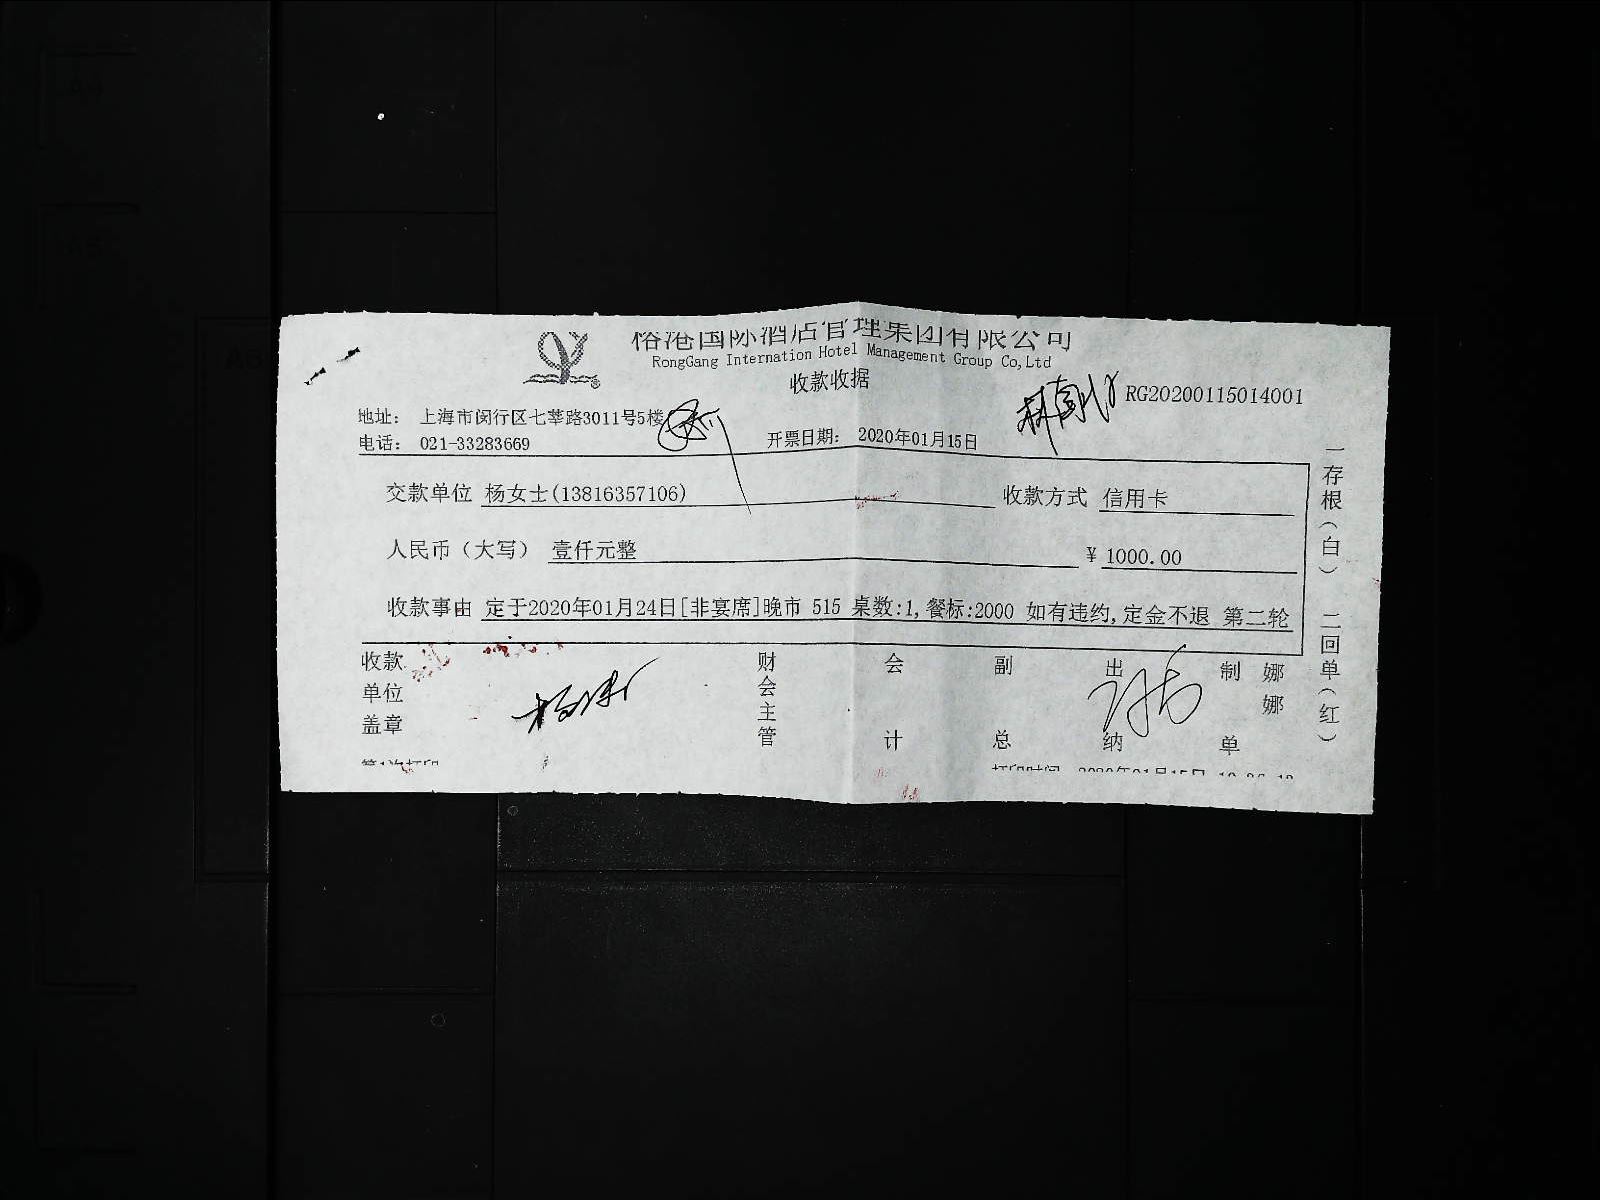 榕港国际酒店管理集团有限公司
RongGang Internation Hotel Management Group Co,Ltd
收款收据
RG20200115014001
地址： 上海市闵行区七莘路3011号5楼
电话： 021-33283669
开票日期： 2020年01月15日
交款单位 杨女士(13816357106) 收款方式 信用卡
人民币（大写） 壹仟元整 ¥ 1000.00
收款事由 定于2020年01月24日[非宴席]晚市 515 桌数:1,餐标:2000 如有违约,定金不退 第二轮
收款单位盖章
财会主管
会计
副总
出纳
制单
娜娜
一存根（白） 二回单（红）